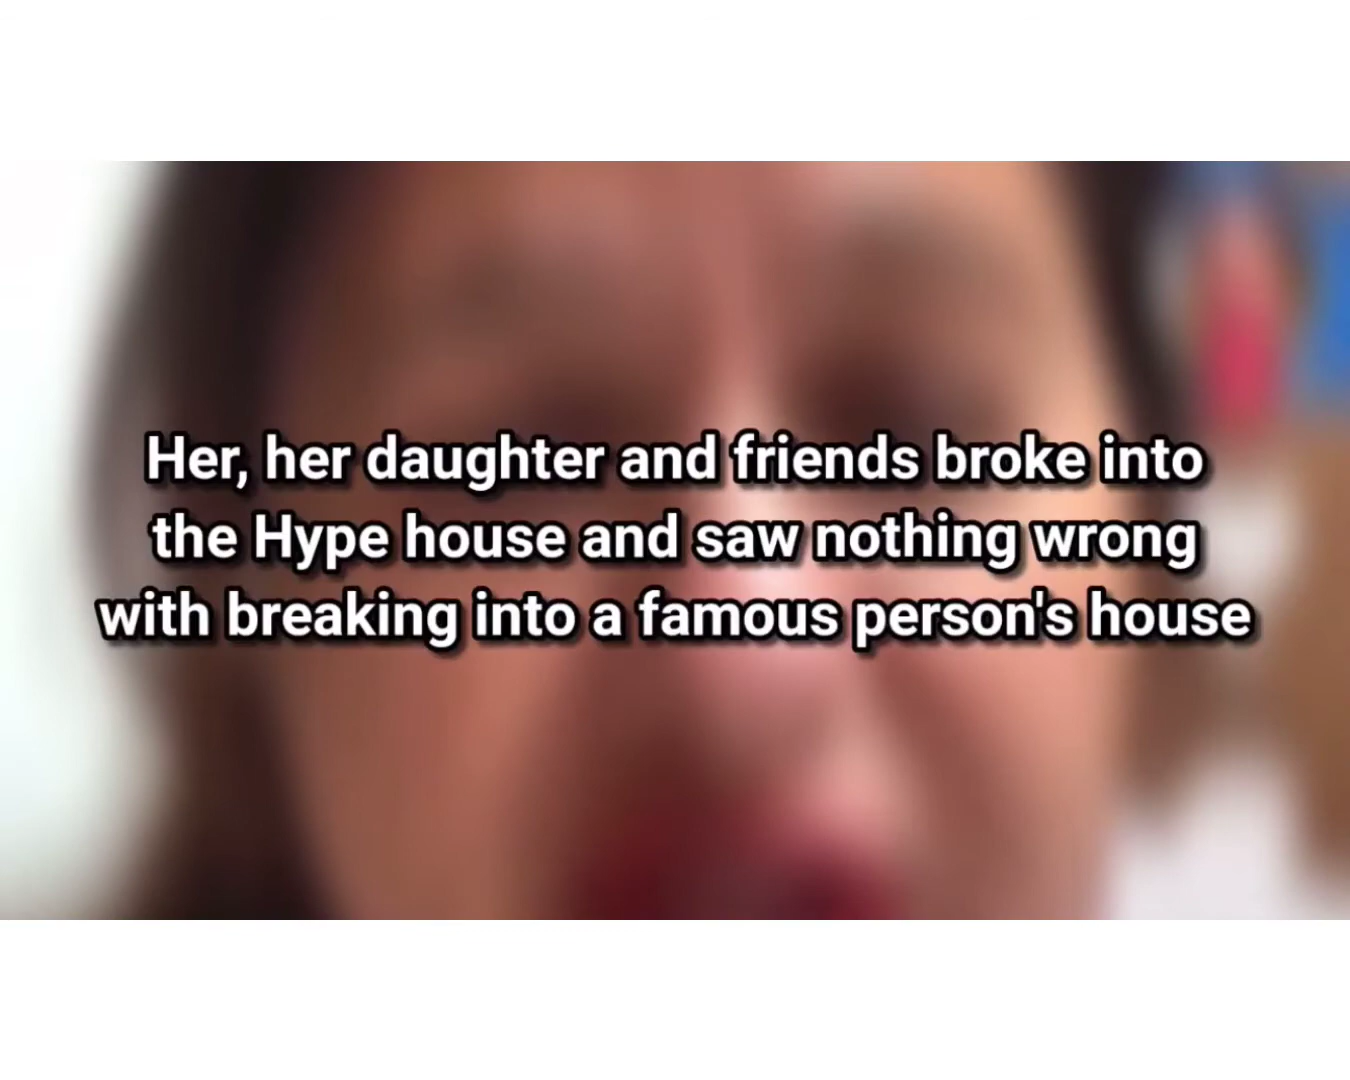 Her, her daughter and friends broke into
the Hype house and saw nothing wrong
with breaking into a famous person's house